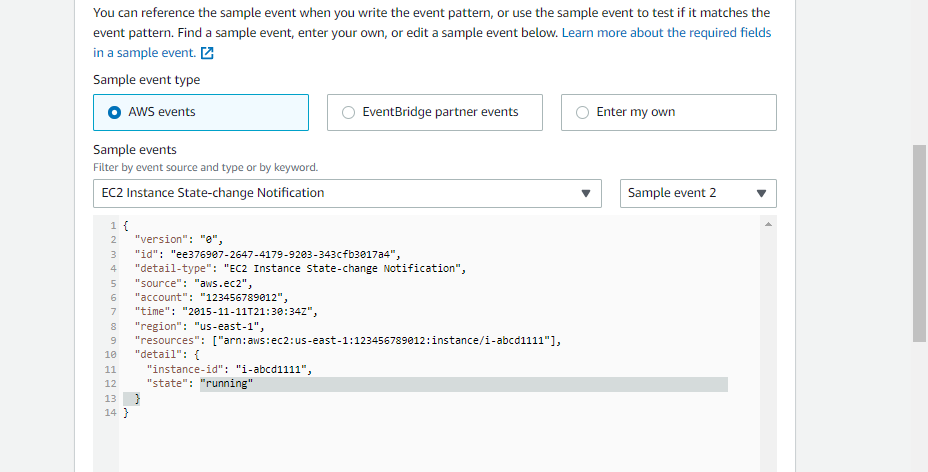 You can reference the sample event when you write the event pattern, or use the sample event to test if it matches the
event pattern. Find a sample event, enter your own, or edit a sample event below. Learn more about the required fields
in a sample event.
Sample event type
AWS events
EventBridge partner events
Enter my own
Sample events
Filter by event source and type or by keyword.
EC2 Instance State-change Notification
Sample event 2
1 {
2 "version": "0",
3 "id": "ee376907-2647-4179-9203-343cfb3017a4",
4 "detail-type": "EC2 Instance State-change Notification",
5 "source": "aws.ec2",
6 "account": "123456789012",
7 "time": "2015-11-11T21:30:34Z",
8 "region": "us-east-1",
9 "resources": ["arn:aws:ec2:us-east-1:123456789012:instance/i-abcd1111"],
10 "detail": {
11 "instance-id": "i-abcd1111",
12 "state": "running"
13 }
14 }